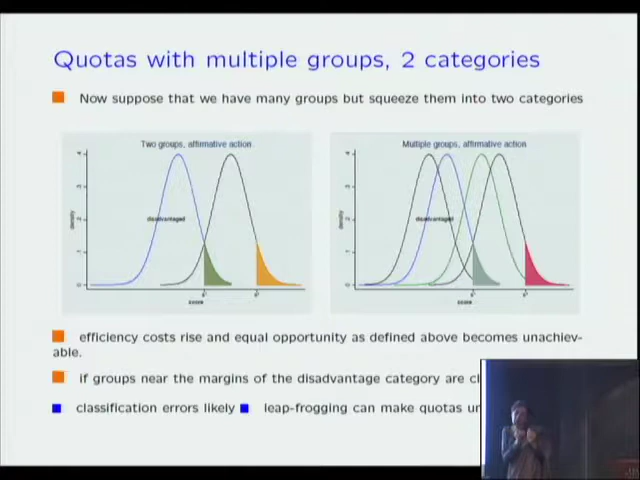 Quotas with multiple groups, 2 categories
Now suppose that we have many groups but squeeze them into two categories
Two groups, affirmative action
disadvantaged
density
score
Multiple groups, affirmative action
disadvantaged
density
score
efficiency costs rise and equal opportunity as defined above becomes unachiev-
able.
if groups near the margins of the disadvantage category are
classification errors likely leap-frogging can make quotas